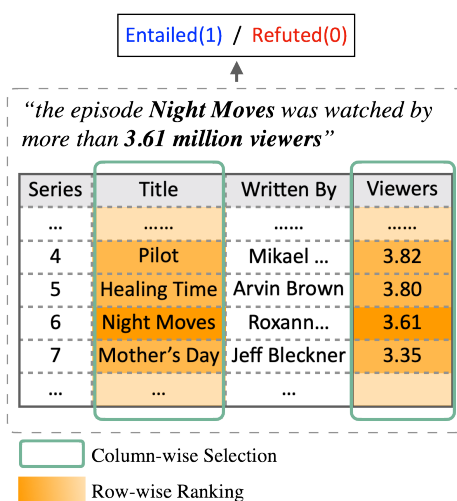 Entailed(1) / Refuted(0)
“the episode Night Moves was watched by
more than 3.61 million viewers”
Series Title Written By Viewers
... ...... ...... ......
4 Pilot Mikael ... 3.82
5 Healing Time Arvin Brown 3.80
6 Night Moves Roxann... 3.61
7 Mother’s Day Jeff Bleckner 3.35
... ... ...
Column-wise Selection
Row-wise Ranking